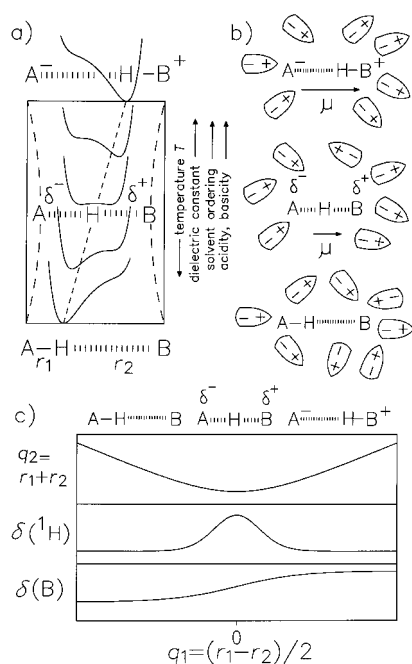 a)
A⁻ H–B⁺
δ⁻ δ⁺
A H B
A–H B
r₁ r₂
temperature T
dielectric constant
solvent ordering
acidity, basicity
b)
A⁻ H–B⁺
μ
δ⁻ δ⁺
A–H B
μ
A–H B
c)
δ⁻ δ⁺
A–H B A–H B A⁻ H–B⁺
q2=
r₁+r₂
δ(¹H)
δ(B)
0
q₁=(r₁–r₂)/2